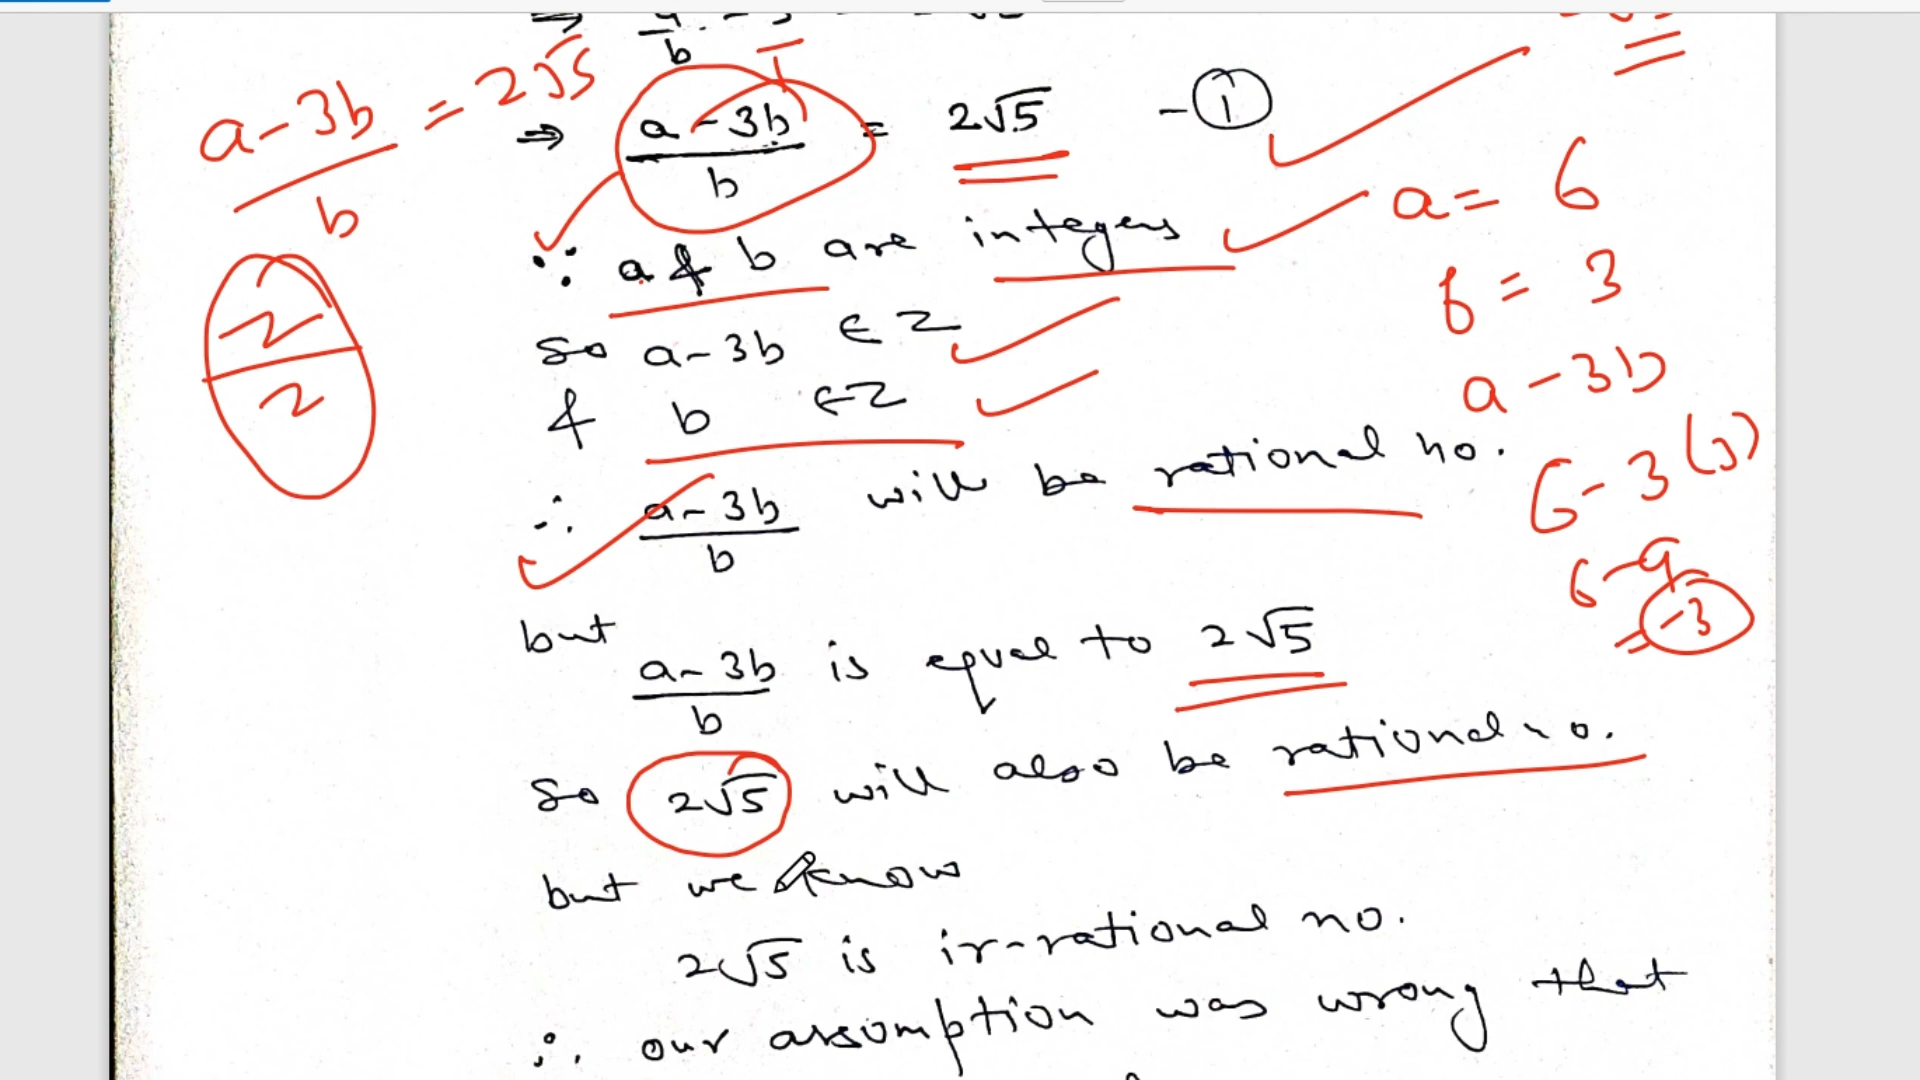 a-3b/b = 2√5
⇒ a-3b/b = 2√5 -①
∵ a & b are integers
so a-3b ∈ Z
& b ∈ Z
∴ a-3b/b will be rational no.
but a-3b/b is equal to 2√5
so 2√5 will also be rational no.
but we know
2√5 is ir-rational no.
∴ our assumption was wrong that
Z/Z
a = 6
b = 3
a-3b
6-3(3)
6-9
= -3